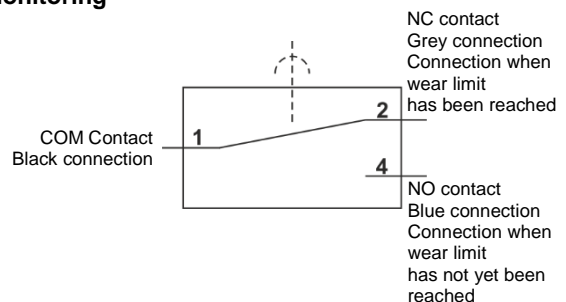 NC contact
Grey connection
Connection when
wear limit
has been reached
2
COM Contact
Black connection
1
4
NO contact
Blue connection
Connection when
wear limit
has not yet been
reached